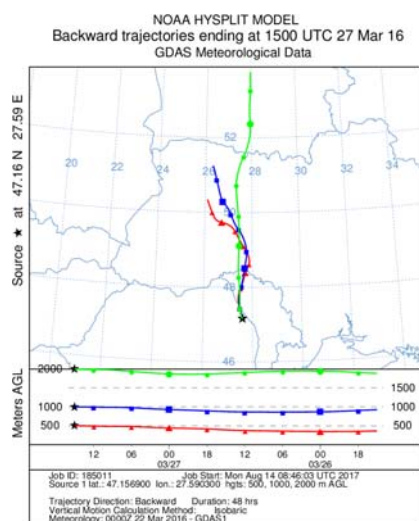 NOAA HYSPLIT MODEL
Backward trajectories ending at 1500 UTC 27 Mar 16
GDAS Meteorological Data
Source ★ at 47.16 N 27.59 E
52
20
22
24
26
28
30
32
34
50
48
46
Meters AGL
2000
1500
1000 1000
500 500
12 06 00 18 12 06 00 18
03/27 03/26
Job ID: 185011 Job Start: Mon Aug 14 08:46:03 UTC 2017
Source 1 lat.: 47.156900 lon.: 27.590300 hgts: 500, 1000, 2000 m AGL
Trajectory Direction: Backward Duration: 48 hrs
Vertical Motion Calculation Method: Isobaric
Meteorology: 0000Z 22 Mar 2016 - GDAS1